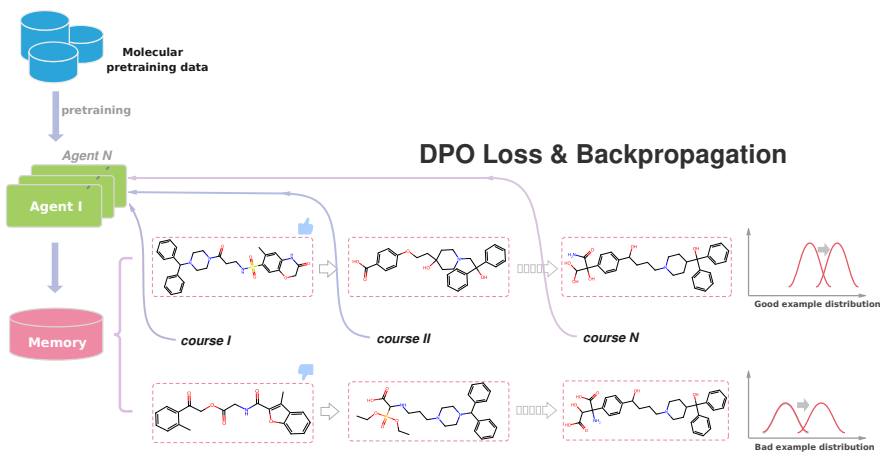 Molecular
pretraining data
pretraining
Agent N
DPO Loss & Backpropagation
Agent I
Good example distribution
Memory
course I
course II
course N
Bad example distribution